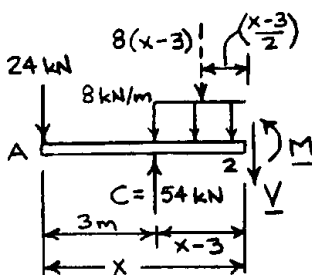 8(x-3)
(x-3/2)
24 kN
8 kN/m
A
2
M
V
C = 54 kN
3 m
x-3
x